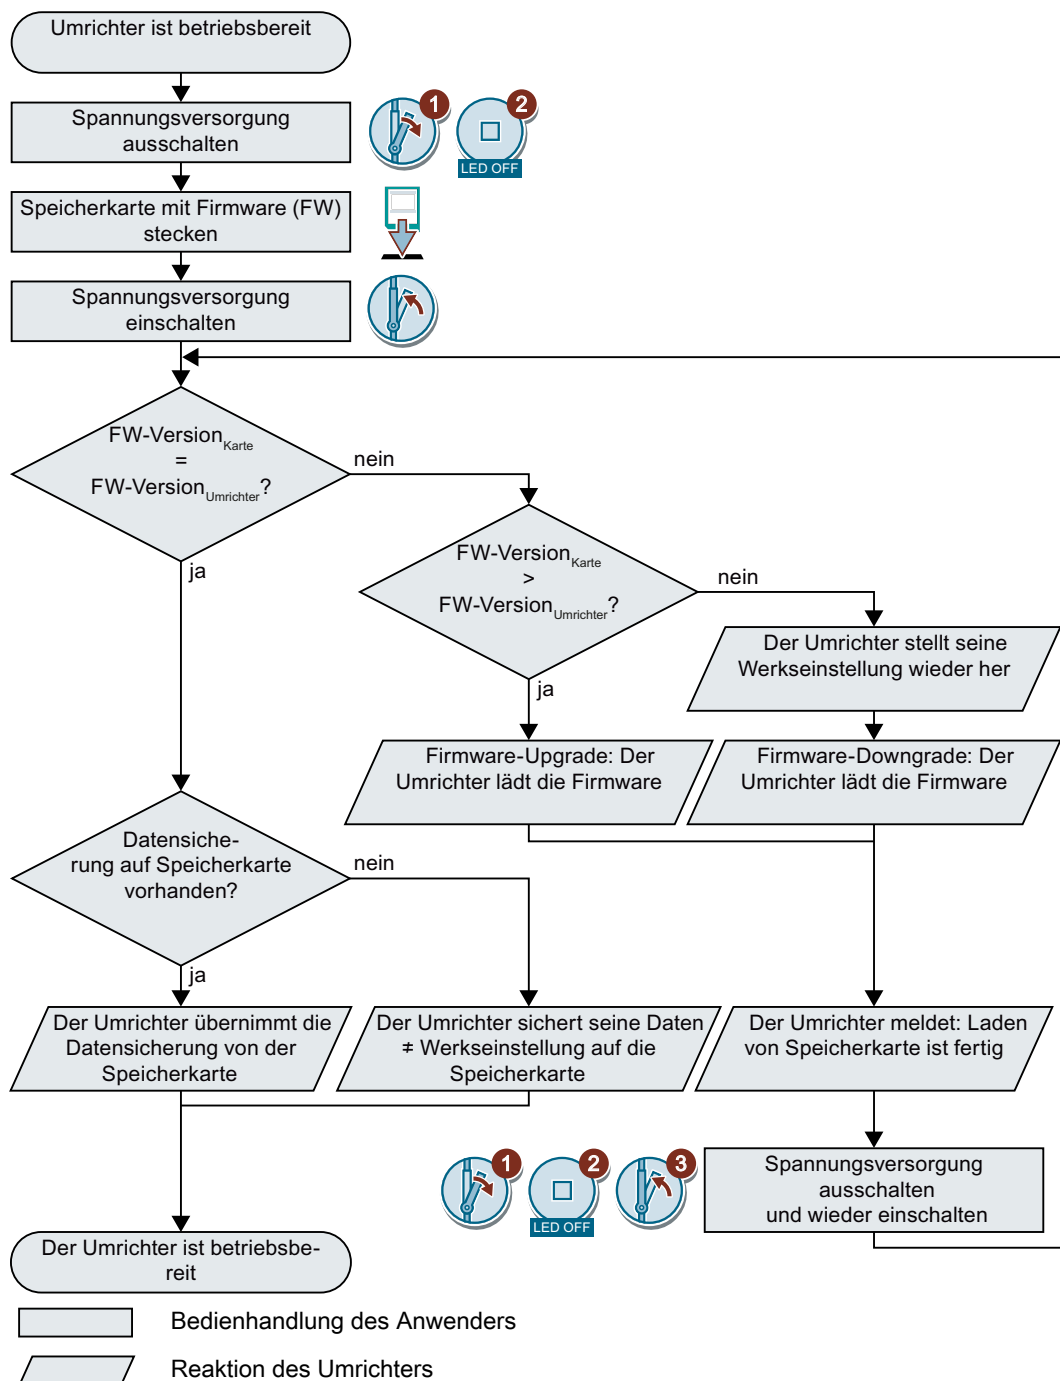 Umrichter ist betriebsbereit
Spannungsversorgung
ausschalten
1
2
LED OFF
Speicherkarte mit Firmware (FW)
stecken
Spannungsversorgung
einschalten
FW-Version Karte
=
FW-Version Umrichter?
nein
ja
FW-Version Karte
>
FW-Version Umrichter?
nein
ja
Der Umrichter stellt seine
Werkseinstellung wieder her
Firmware-Upgrade: Der
Umrichter lädt die Firmware
Firmware-Downgrade: Der
Umrichter lädt die Firmware
Datensiche-
rung auf Speicherkarte
vorhanden?
nein
ja
Der Umrichter übernimmt die
Datensicherung von der
Speicherkarte
Der Umrichter sichert seine Daten
≠ Werkseinstellung auf die
Speicherkarte
Der Umrichter meldet: Laden
von Speicherkarte ist fertig
1
2
3
LED OFF
Spannungsversorgung
ausschalten
und wieder einschalten
Der Umrichter ist betriebsbe-
reit
Bedienhandlung des Anwenders
Reaktion des Umrichters